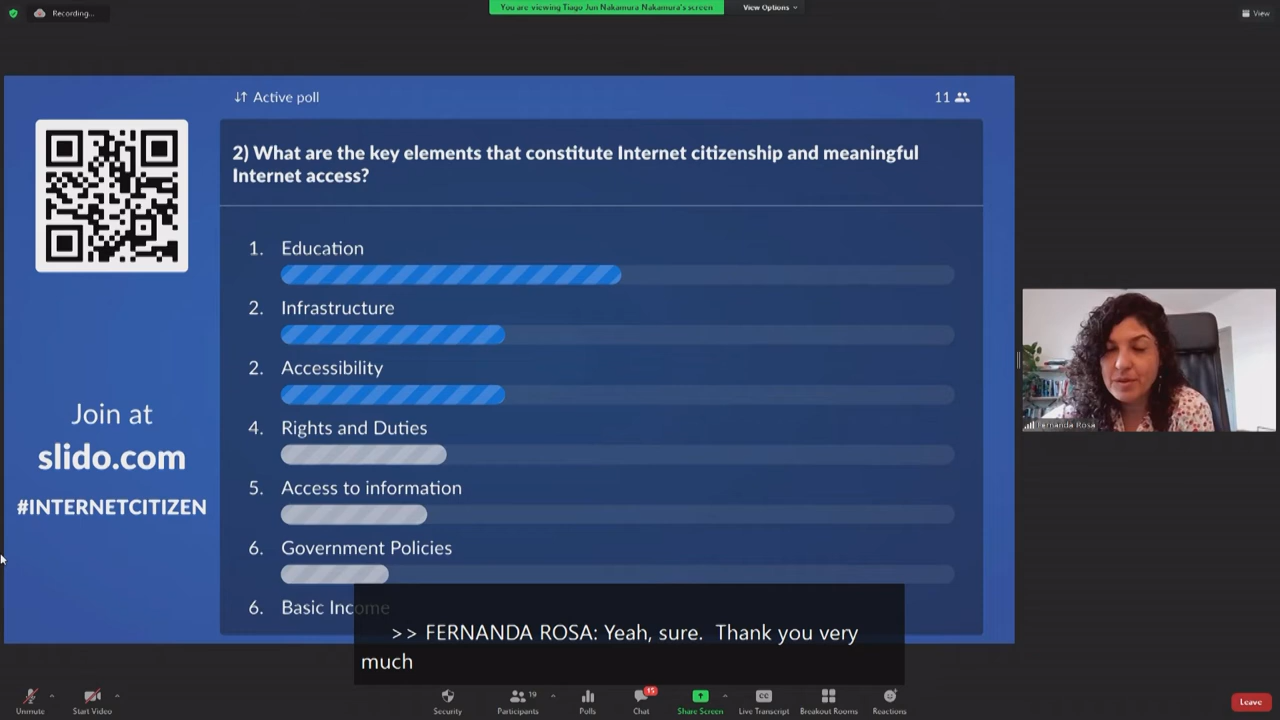 Recording...
You are viewing Tiago Jun Nakamura Nakamura's screen
View Options
View
Active poll
11
2) What are the key elements that constitute Internet citizenship and meaningful
Internet access?
1. Education
2. Infrastructure
2. Accessibility
4. Rights and Duties
5. Access to information
6. Government Policies
6. Basic Income
Join at
slido.com
#INTERNETCITIZEN
Fernanda Rosa
>> FERNANDA ROSA: Yeah, sure. Thank you very
much
Unmute
Start Video
Security
Participants
19
Polls
Chat
15
Share Screen
CC
Live Transcript
Breakout Rooms
Reactions
Leave